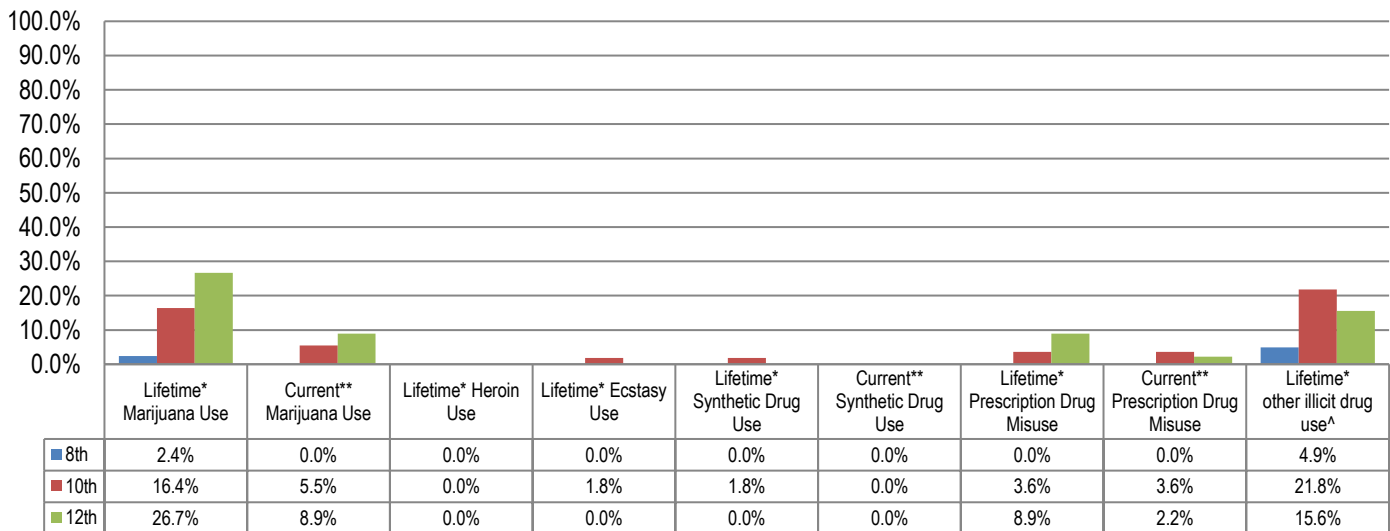 100.0%
90.0%
80.0%
70.0%
60.0%
50.0%
40.0%
30.0%
20.0%
10.0%
0.0%
Lifetime*
Marijuana Use
Current**
Marijuana Use
Lifetime* Heroin
Use
Lifetime* Ecstasy
Use
Lifetime*
Synthetic Drug
Use
Current**
Synthetic Drug
Use
Lifetime*
Prescription Drug
Misuse
Current**
Prescription Drug
Misuse
Lifetime*
other illicit drug
use^
8th 2.4% 0.0% 0.0% 0.0% 0.0% 0.0% 0.0% 0.0% 4.9%
10th 16.4% 5.5% 0.0% 1.8% 1.8% 0.0% 3.6% 3.6% 21.8%
12th 26.7% 8.9% 0.0% 0.0% 0.0% 0.0% 8.9% 2.2% 15.6%